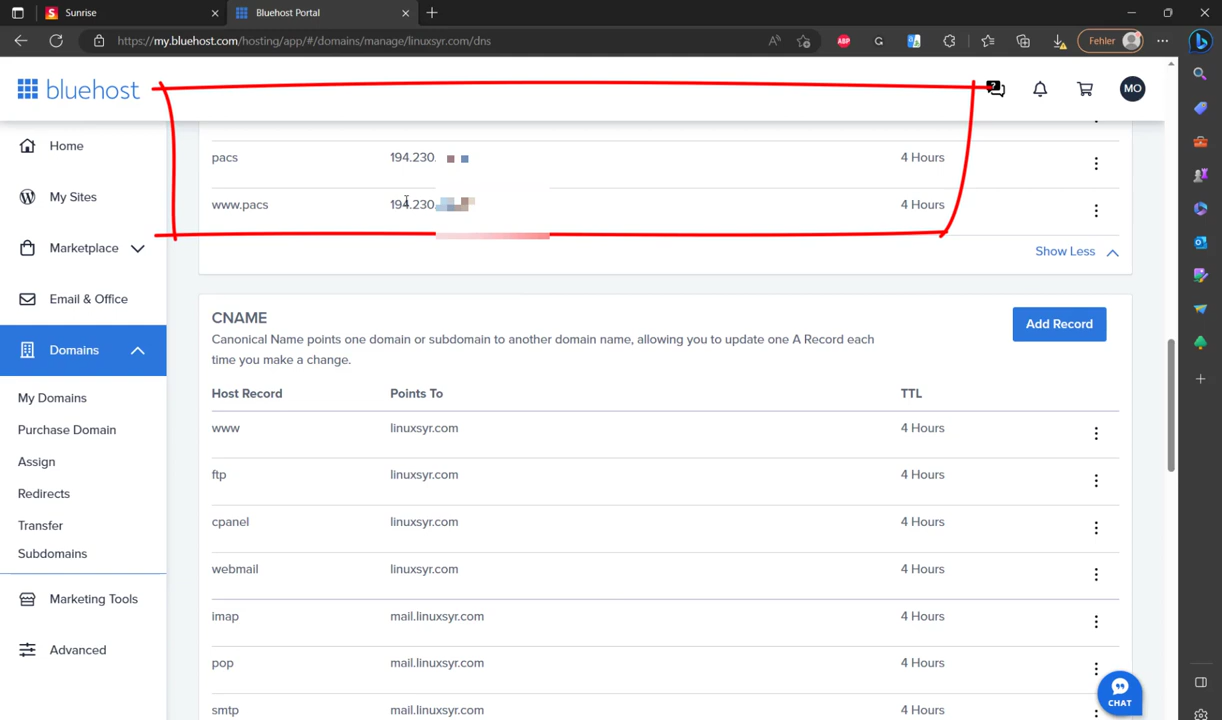 Sunrise
Bluehost Portal
https://my.bluehost.com/hosting/app/#/domains/manage/linuxsyr.com/dns
ABP
Fehler
bluehost
MO
Home
My Sites
Marketplace
Email & Office
Domains
My Domains
Purchase Domain
Assign
Redirects
Transfer
Subdomains
Marketing Tools
Advanced
pacs 194.230. 4 Hours
www.pacs 194.230. 4 Hours
Show Less
CNAME
Add Record
Canonical Name points one domain or subdomain to another domain name, allowing you to update one A Record each
time you make a change.
Host Record Points To TTL
www linuxsyr.com 4 Hours
ftp linuxsyr.com 4 Hours
cpanel linuxsyr.com 4 Hours
webmail linuxsyr.com 4 Hours
imap mail.linuxsyr.com 4 Hours
pop mail.linuxsyr.com 4 Hours
smtp mail.linuxsyr.com 4 Hours
CHAT